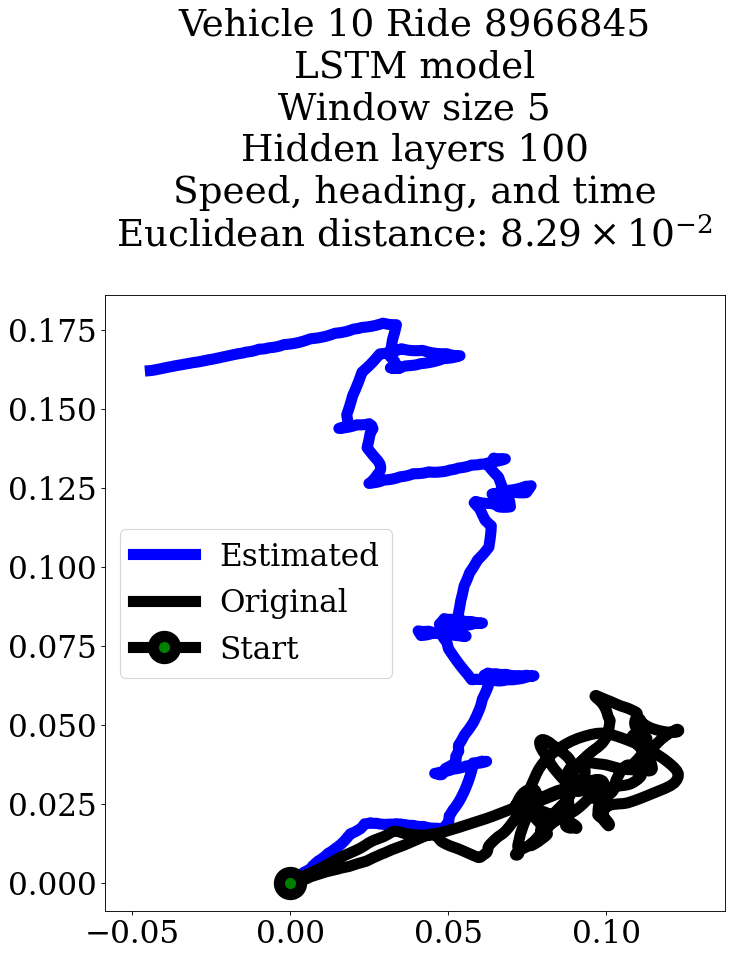 Vehicle 10 Ride 8966845
LSTM model
Window size 5
Hidden layers 100
Speed, heading, and time
Euclidean distance: 8.29 × 10⁻²
0.175
0.150
0.125
0.100
0.075
0.050
0.025
0.000
Estimated
Original
Start
−0.05 0.00 0.05 0.10